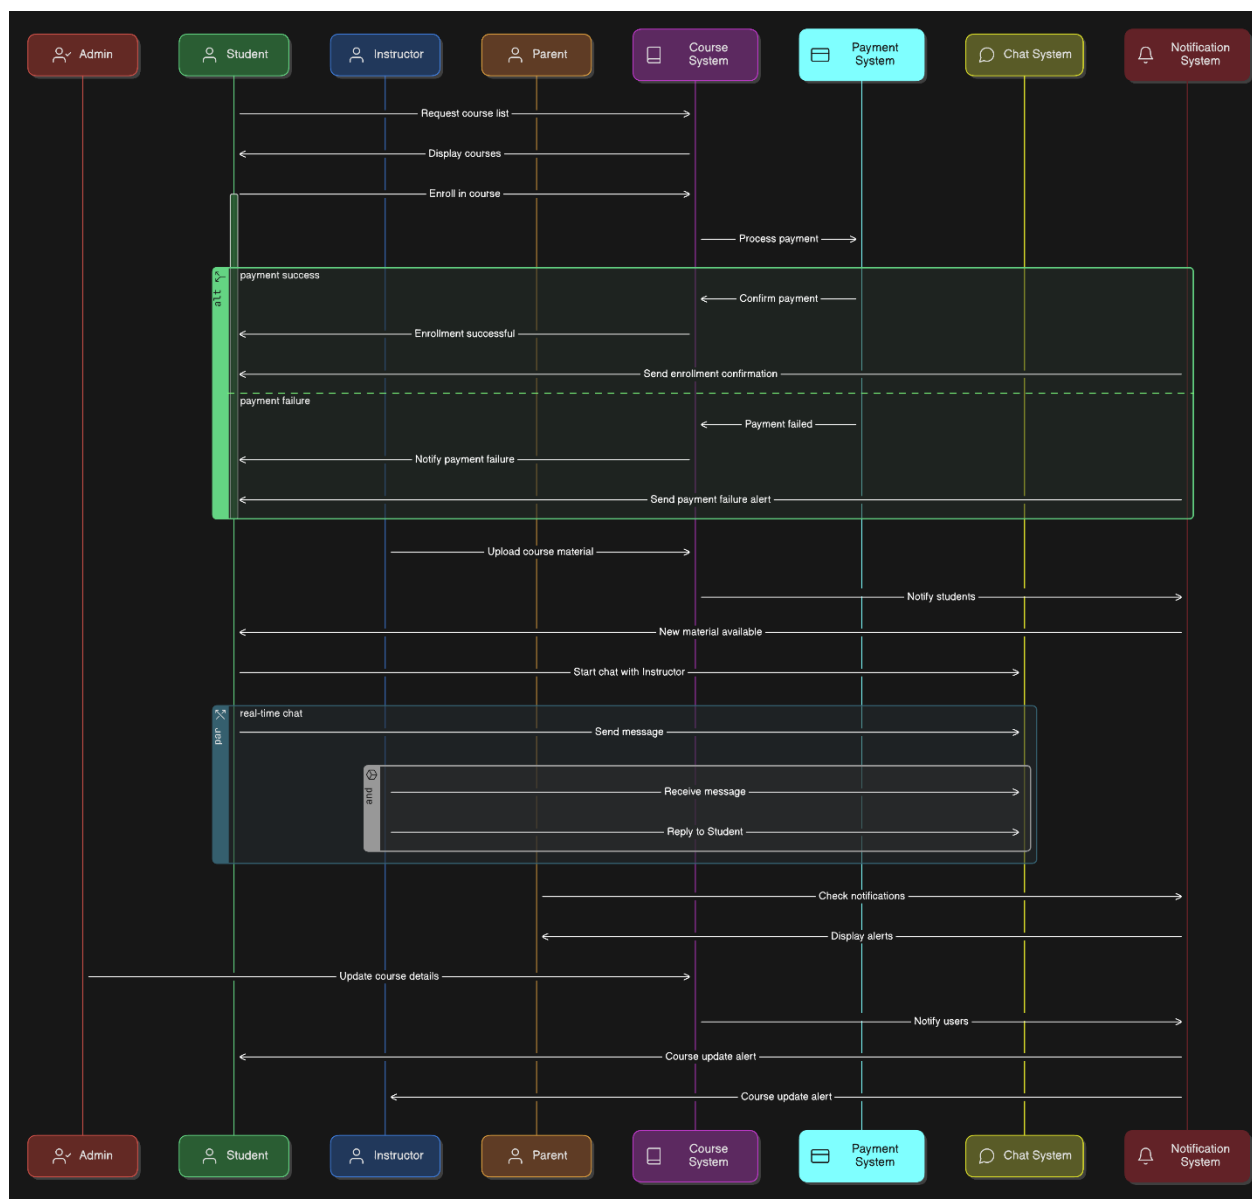 Admin
Student
Instructor
Parent
Course
System
Payment
System
Chat System
Notification
System
Request course list
Display courses
Enroll in course
Process payment
alt
payment success
Confirm payment
Enrollment successful
Send enrollment confirmation
payment failure
Payment failed
Notify payment failure
Send payment failure alert
Upload course material
Notify students
New material available
Start chat with Instructor
par
real-time chat
Send message
and
Receive message
Reply to Student
Check notifications
Display alerts
Update course details
Notify users
Course update alert
Course update alert
Admin
Student
Instructor
Parent
Course
System
Payment
System
Chat System
Notification
System